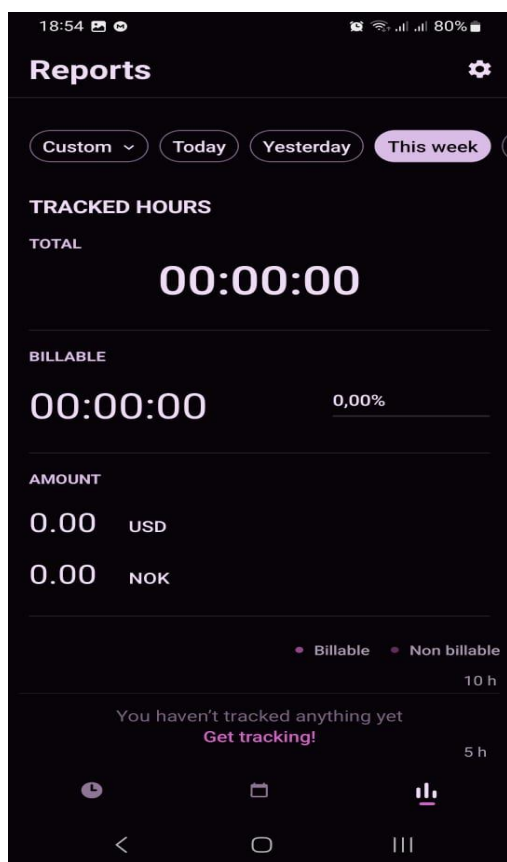 18:54 80%
Reports
Custom Today Yesterday This week
TRACKED HOURS
TOTAL
00:00:00
BILLABLE
00:00:00 0,00%
AMOUNT
0.00 USD
0.00 NOK
Billable Non billable
10 h
You haven't tracked anything yet
Get tracking!
5 h